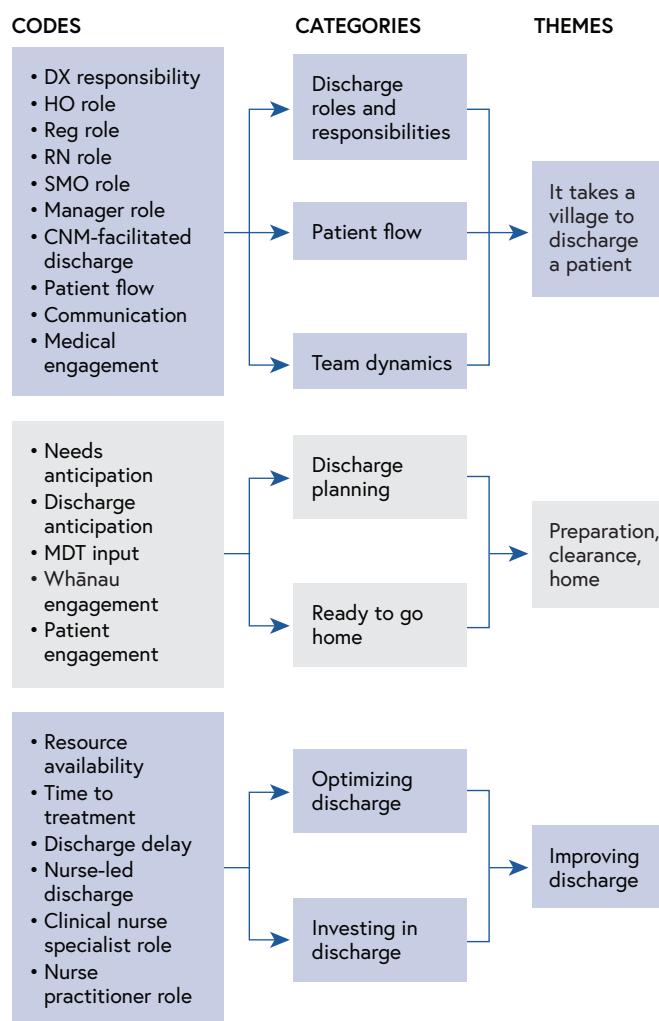 CODES
CATEGORIES
THEMES
• DX responsibility
• HO role
• Reg role
• RN role
• SMO role
• Manager role
• CNM-facilitated
discharge
• Patient flow
• Communication
• Medical
engagement
Discharge
roles and
responsibilities
Patient flow
Team dynamics
It takes a
village to
discharge
a patient
• Needs
anticipation
• Discharge
anticipation
• MDT input
• Whānau
engagement
• Patient
engagement
Discharge
planning
Ready to go
home
Preparation,
clearance,
home
• Resource
availability
• Time to
treatment
• Discharge delay
• Nurse-led
discharge
• Clinical nurse
specialist role
• Nurse
practitioner role
Optimizing
discharge
Investing in
discharge
Improving
discharge